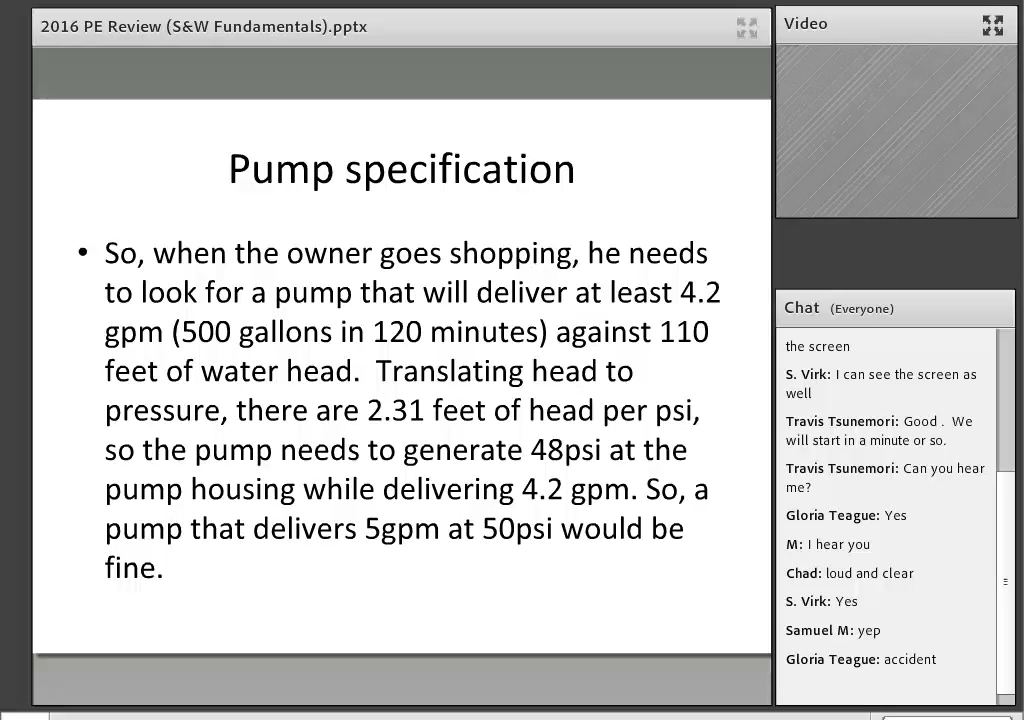 2016 PE Review (S&W Fundamentals).pptx
Pump specification
• So, when the owner goes shopping, he needs
to look for a pump that will deliver at least 4.2
gpm (500 gallons in 120 minutes) against 110
feet of water head.  Translating head to
pressure, there are 2.31 feet of head per psi,
so the pump needs to generate 48psi at the
pump housing while delivering 4.2 gpm. So, a
pump that delivers 5gpm at 50psi would be
fine.
Video
Chat (Everyone)
the screen
S. Virk: I can see the screen as
well
Travis Tsunemori: Good .  We
will start in a minute or so.
Travis Tsunemori: Can you hear
me?
Gloria Teague: Yes
M: I hear you
Chad: loud and clear
S. Virk: Yes
Samuel M: yep
Gloria Teague: accident